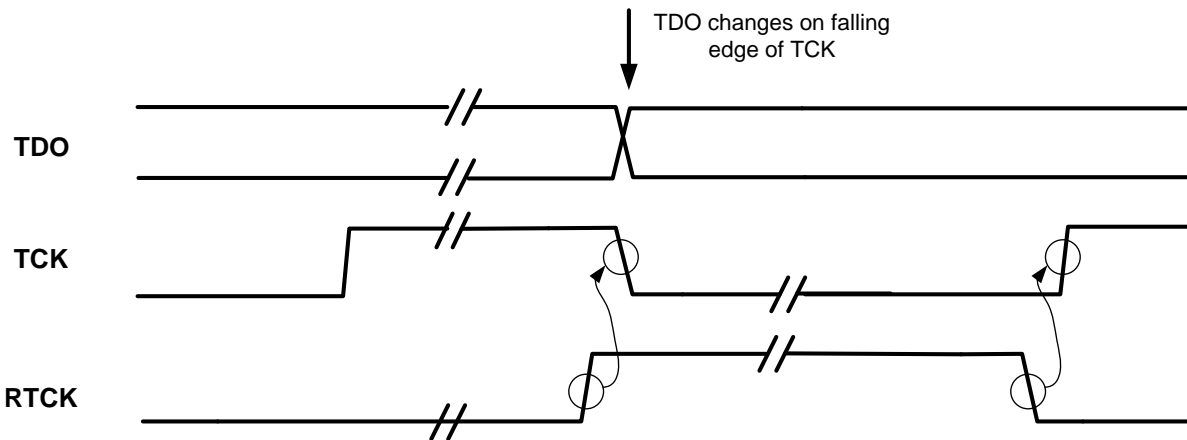 TDO changes on falling
edge of TCK
TDO
TCK
RTCK